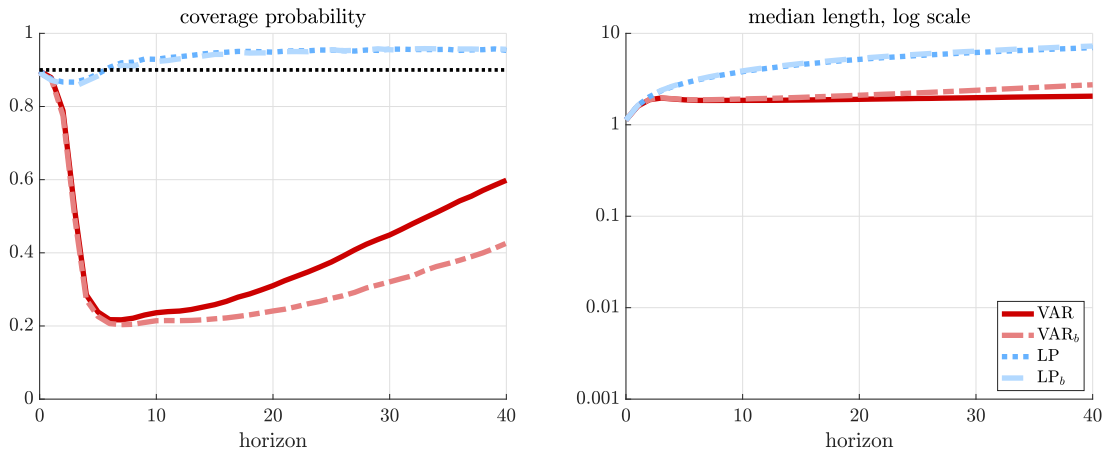 coverage probability
1
0.8
0.6
0.4
0.2
0
0 10 20 30 40
horizon
median length, log scale
10
1
0.1
0.01
0.001
0 10 20 30 40
horizon
VAR
VAR_b
LP
LP_b